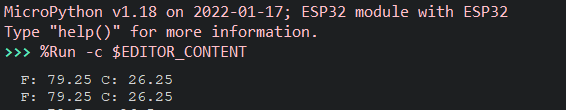 MicroPython v1.18 on 2022-01-17; ESP32 module with ESP32
Type "help()" for more information.
>>> %Run -c $EDITOR_CONTENT
F: 79.25 C: 26.25
F: 79.25 C: 26.25